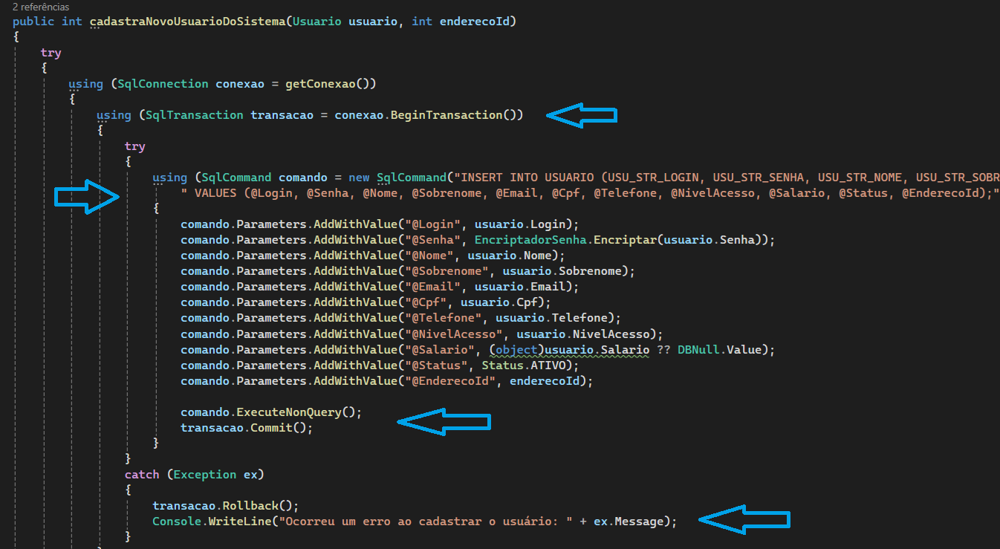 2 referências
public int cadastraNovoUsuarioDoSistema(Usuario usuario, int enderecoId)
{
try
{
using (SqlConnection conexao = getConexao())
{
using (SqlTransaction transacao = conexao.BeginTransaction())
{
try
{
using (SqlCommand comando = new SqlCommand("INSERT INTO USUARIO (USU_STR_LOGIN, USU_STR_SENHA, USU_STR_NOME, USU_STR_SOBR
" VALUES (@Login, @Senha, @Nome, @Sobrenome, @Email, @Cpf, @Telefone, @NivelAcesso, @Salario, @Status, @EnderecoId);"
{
comando.Parameters.AddWithValue("@Login", usuario.Login);
comando.Parameters.AddWithValue("@Senha", EncriptadorSenha.Encriptar(usuario.Senha));
comando.Parameters.AddWithValue("@Nome", usuario.Nome);
comando.Parameters.AddWithValue("@Sobrenome", usuario.Sobrenome);
comando.Parameters.AddWithValue("@Email", usuario.Email);
comando.Parameters.AddWithValue("@Cpf", usuario.Cpf);
comando.Parameters.AddWithValue("@Telefone", usuario.Telefone);
comando.Parameters.AddWithValue("@NivelAcesso", usuario.NivelAcesso);
comando.Parameters.AddWithValue("@Salario", (object)usuario.Salario ?? DBNull.Value);
comando.Parameters.AddWithValue("@Status", Status.ATIVO);
comando.Parameters.AddWithValue("@EnderecoId", enderecoId);
comando.ExecuteNonQuery();
transacao.Commit();
}
}
catch (Exception ex)
{
transacao.Rollback();
Console.WriteLine("Ocorreu um erro ao cadastrar o usuário: " + ex.Message);
}